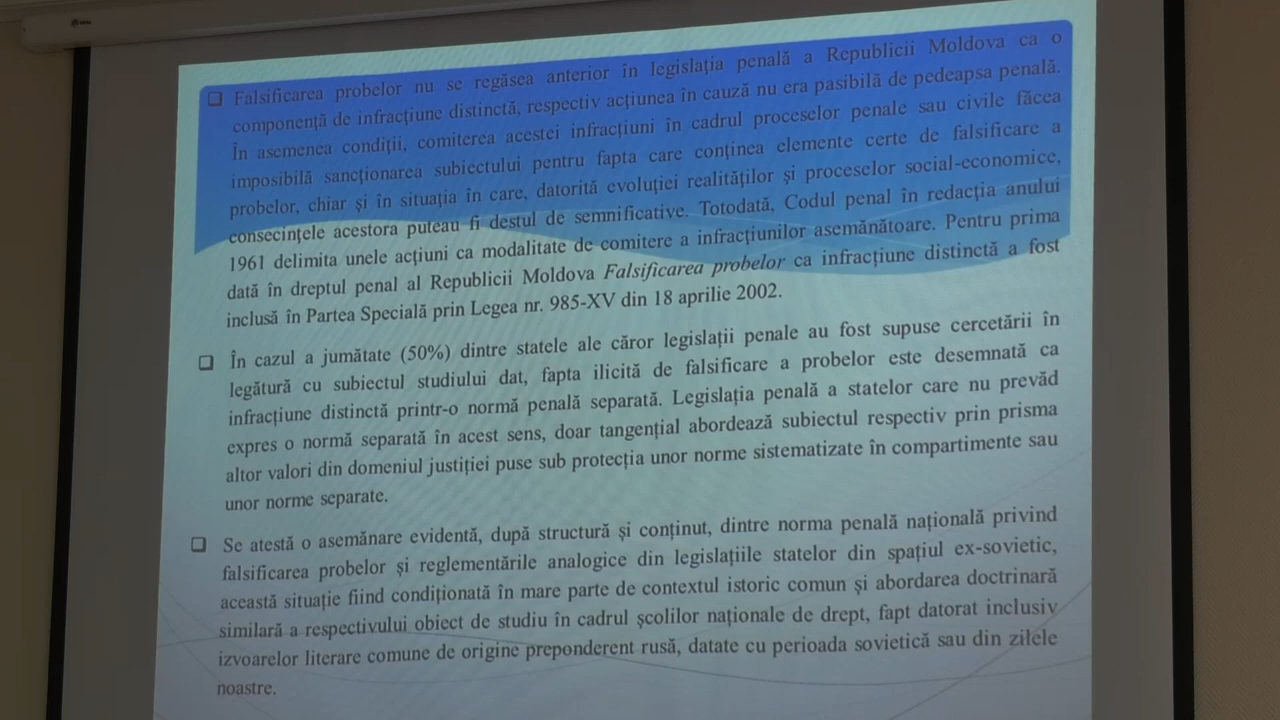 ❑ Falsificarea probelor nu se regăsea anterior în legislația penală a Republicii Moldova ca o
componență de infracțiune distinctă, respectiv acțiunea în cauză nu era pasibilă de pedeapsa penală.
În asemenea condiții, comiterea acestei infracțiuni în cadrul proceselor penale sau civile făcea
imposibilă sancționarea subiectului pentru fapta care conținea elemente certe de falsificare a
probelor, chiar și în situația în care, datorită evoluției realităților și proceselor social-economice,
consecințele acestora puteau fi destul de semnificative. Totodată, Codul penal în redacția anului
1961 delimita unele acțiuni ca modalitate de comitere a infracțiunilor asemănătoare. Pentru prima
dată în dreptul penal al Republicii Moldova Falsificarea probelor ca infracțiune distinctă a fost
inclusă în Partea Specială prin Legea nr. 985-XV din 18 aprilie 2002.
❑ În cazul a jumătate (50%) dintre statele ale căror legislații penale au fost supuse cercetării în
legătură cu subiectul studiului dat, fapta ilicită de falsificare a probelor este desemnată ca
infracțiune distinctă printr-o normă penală separată. Legislația penală a statelor care nu prevăd
expres o normă separată în acest sens, doar tangențial abordează subiectul respectiv prin prisma
altor valori din domeniul justiției puse sub protecția unor norme sistematizate în compartimente sau
unor norme separate.
❑ Se atestă o asemănare evidentă, după structură și conținut, dintre norma penală națională privind
falsificarea probelor și reglementările analogice din legislațiile statelor din spațiul ex-sovietic,
această situație fiind condiționată în mare parte de contextul istoric comun și abordarea doctrinară
similară a respectivului obiect de studiu în cadrul școlilor naționale de drept, fapt datorat inclusiv
izvoarelor literare comune de origine preponderent rusă, datate cu perioada sovietică sau din zilele
noastre.